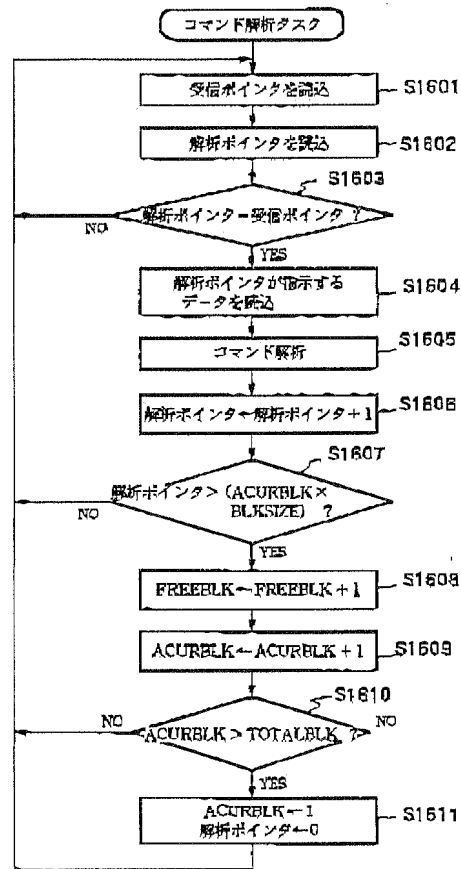 コマンド解析タスク
受信ポインタを読込
S1601
解析ポインタを読込
S1602
S1603
解析ポインタ=受信ポインタ ?
NO
YES
解析ポインタが指示する
データを読込
S1604
コマンド解析
S1605
解析ポインタ←解析ポインタ+1
S1606
S1607
解析ポインタ> (ACURBLK×
BLKSIZE) ?
NO
YES
FREEBLK←FREEBLK+1
S1608
ACURBLK←ACURBLK+1
S1609
S1610
NO
ACURBLK> TOTALBLK ?
NO
YES
ACURBLK←1
解析ポインタ←0
S1611